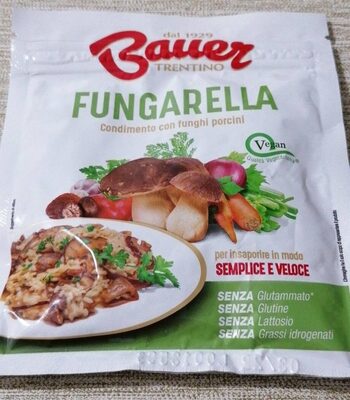 dal 1929
Bauer
TRENTINO
FUNGARELLA
Condimento con funghi porcini
Vegan
per insaporire in modo
SEMPLICE E VELOCE
SENZA Glutammato*
SENZA Glutine
SENZA Lattosio
SENZA Grassi idrogenati